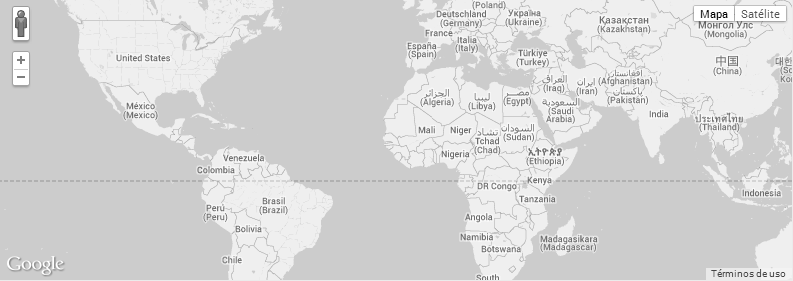 (Poland)
Deutschland
(Germany)
Україна
(Ukraine)
Қазақстан
(Kazakhstan)
Монгол Улс
(Mongolia)
Mapa
Satélite
France
Italia
(Italy)
España
(Spain)
Türkiye
(Turkey)
United States
中国
(China)
العراق
(Iraq)
ایران
(Iran)
افغانستان
(Afghanistan)
پاکستان
(Pakistan)
الجزائر
(Algeria)
ليبيا
(Libya)
مصر
(Egypt)
السعودية
(Saudi
Arabia)
México
(Mexico)
India
ประเทศไทย
(Thailand)
Mali
Niger
تشاد
Tchad
(Chad)
السودان
(Sudan)
Nigeria
ኢትዮጵያ
(Ethiopia)
Venezuela
Colombia
DR Congo
Kenya
Indonesia
(Indonesia)
Perú
(Peru)
Brasil
(Brazil)
Tanzania
Angola
Bolivia
Namibia
Botswana
Madagasikara
(Madagascar)
Chile
South
Google
Términos de uso